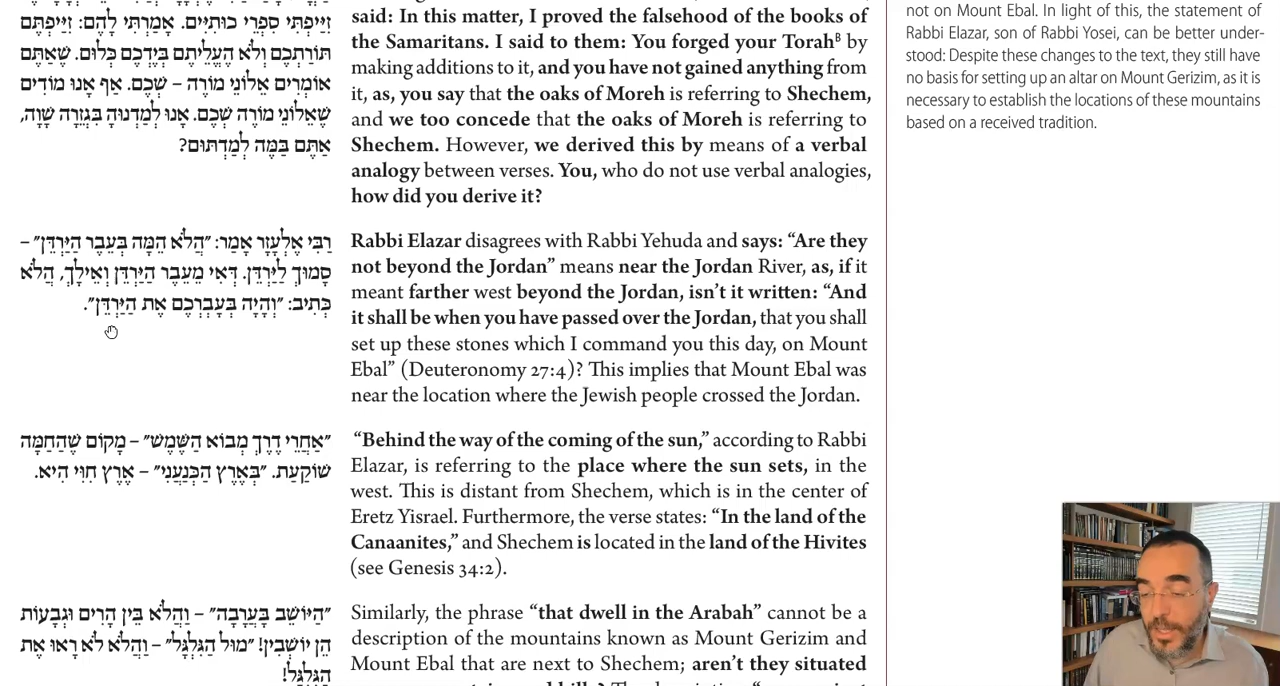 זִיַּיפְתִּי סִפְרֵי כּוּתִיִּים. אָמַרְתִּי לָהֶם: זִיַּיפְתֶּם
תּוֹרַתְכֶם וְלֹא הֶעֱלֵיתֶם בְּיֶדְכֶם כְּלוּם. שֶׁאַתֶּם
אוֹמְרִים אֵלוֹנֵי מוֹרֶה – שְׁכֶם. אַף אָנוּ מוֹדִים
שֶׁאֵלוֹנֵי מוֹרֶה שְׁכֶם. אָנוּ לְמַדְנוּהָ בִּגְזֵרָה שָׁוָה,
אַתֶּם בַּמֶּה לְמַדְתּוּם?
רַבִּי אֶלְעָזָר אָמַר: ״הֲלֹא הֵמָּה בְּעֵבֶר הַיַּרְדֵּן״ –
סָמוּךְ לַיַּרְדֵּן. דְּאִי מֵעֵבֶר הַיַּרְדֵּן וְאֵילָךְ, הֲלֹא
כְּתִיב: ״וְהָיָה בְּעׇבְרְכֶם אֶת הַיַּרְדֵּן״.
״אַחֲרֵי דֶּרֶךְ מְבוֹא הַשֶּׁמֶשׁ״ – מָקוֹם שֶׁהַחַמָּה
שׁוֹקַעַת. ״בְּאֶרֶץ הַכְּנַעֲנִי״ – אֶרֶץ חִוִּי הִיא.
״הַיּוֹשֵׁב בָּעֲרָבָה״ – וַהֲלֹא בֵּין הָרִים וּגְבָעוֹת
הֵן יוֹשְׁבִין! ״מוּל הַגִּלְגָּל״ – וַהֲלֹא לֹא רָאוּ אֶת
הַגִּלְגָּל!
said: In this matter, I proved the falsehood of the books of
the Samaritans. I said to them: You forged your Torahᴮ by
making additions to it, and you have not gained anything from
it, as, you say that the oaks of Moreh is referring to Shechem,
and we too concede that the oaks of Moreh is referring to
Shechem. However, we derived this by means of a verbal
analogy between verses. You, who do not use verbal analogies,
how did you derive it?
Rabbi Elazar disagrees with Rabbi Yehuda and says: “Are they
not beyond the Jordan” means near the Jordan River, as, if it
meant farther west beyond the Jordan, isn’t it written: “And
it shall be when you have passed over the Jordan, that you shall
set up these stones which I command you this day, on Mount
Ebal” (Deuteronomy 27:4)? This implies that Mount Ebal was
near the location where the Jewish people crossed the Jordan.
“Behind the way of the coming of the sun,” according to Rabbi
Elazar, is referring to the place where the sun sets, in the
west. This is distant from Shechem, which is in the center of
Eretz Yisrael. Furthermore, the verse states: “In the land of the
Canaanites,” and Shechem is located in the land of the Hivites
(see Genesis 34:2).
Similarly, the phrase “that dwell in the Arabah” cannot be a
description of the mountains known as Mount Gerizim and
Mount Ebal that are next to Shechem; aren’t they situated
not on Mount Ebal. In light of this, the statement of
Rabbi Elazar, son of Rabbi Yosei, can be better under-
stood: Despite these changes to the text, they still have
no basis for setting up an altar on Mount Gerizim, as it is
necessary to establish the locations of these mountains
based on a received tradition.